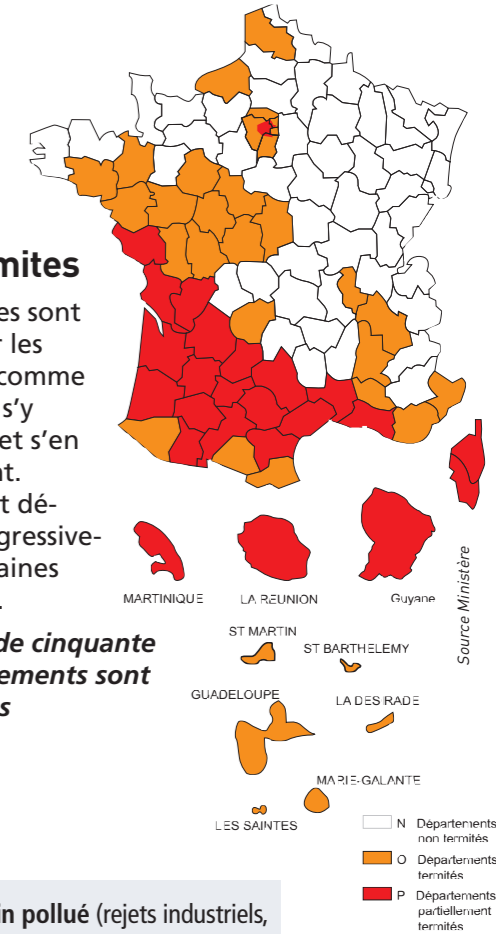 mites
es sont
r les
comme
s'y
et s'en
nt.
t dé-
gressive-
aines
.
de cinquante
ements sont
s
MARTINIQUE
LA REUNION
Guyane
Source Ministère
ST MARTIN
ST BARTHELEMY
GUADELOUPE
LA DESIRADE
MARIE-GALANTE
LES SAINTES
N Départements
non termités
O Départements
termités
P Départements
partiellement
termités
in pollué (rejets industriels,